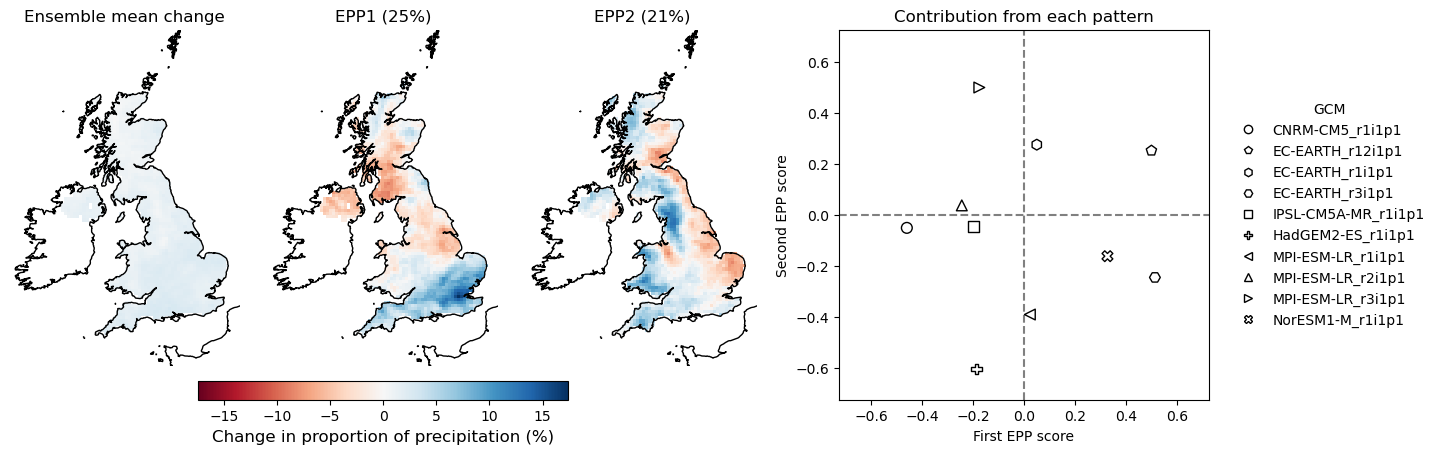 Ensemble mean change
EPP1 (25%)
EPP2 (21%)
Contribution from each pattern
−15 −10 −5 0 5 10 15
Change in proportion of precipitation (%)
Second EPP score
0.6
0.4
0.2
0.0
−0.2
−0.4
−0.6
−0.6 −0.4 −0.2 0.0 0.2 0.4 0.6
First EPP score
GCM
CNRM-CM5_r1i1p1
EC-EARTH_r12i1p1
EC-EARTH_r1i1p1
EC-EARTH_r3i1p1
IPSL-CM5A-MR_r1i1p1
HadGEM2-ES_r1i1p1
MPI-ESM-LR_r1i1p1
MPI-ESM-LR_r2i1p1
MPI-ESM-LR_r3i1p1
NorESM1-M_r1i1p1